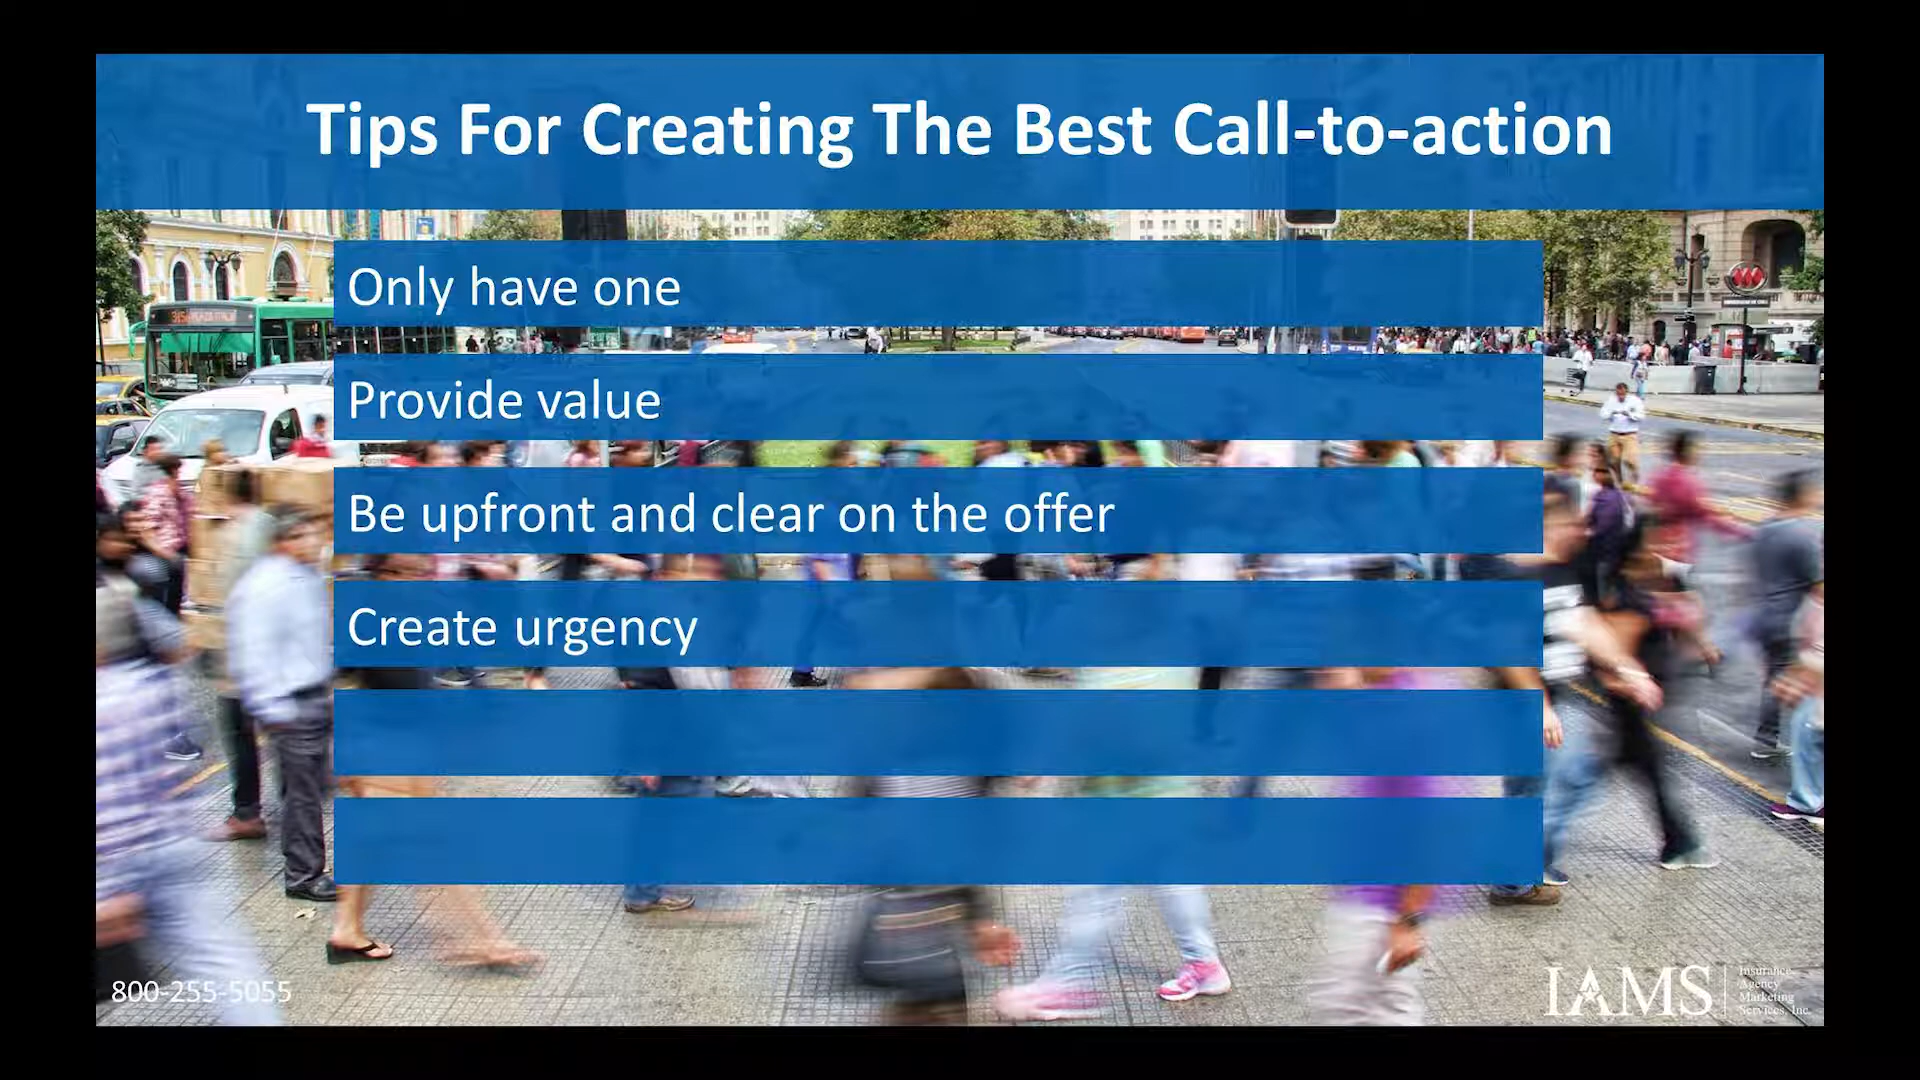 Tips For Creating The Best Call-to-action
Only have one
Provide value
Be upfront and clear on the offer
Create urgency
800-255-5055
IAMS
Insurance
Agency
Marketing
Services, Inc.